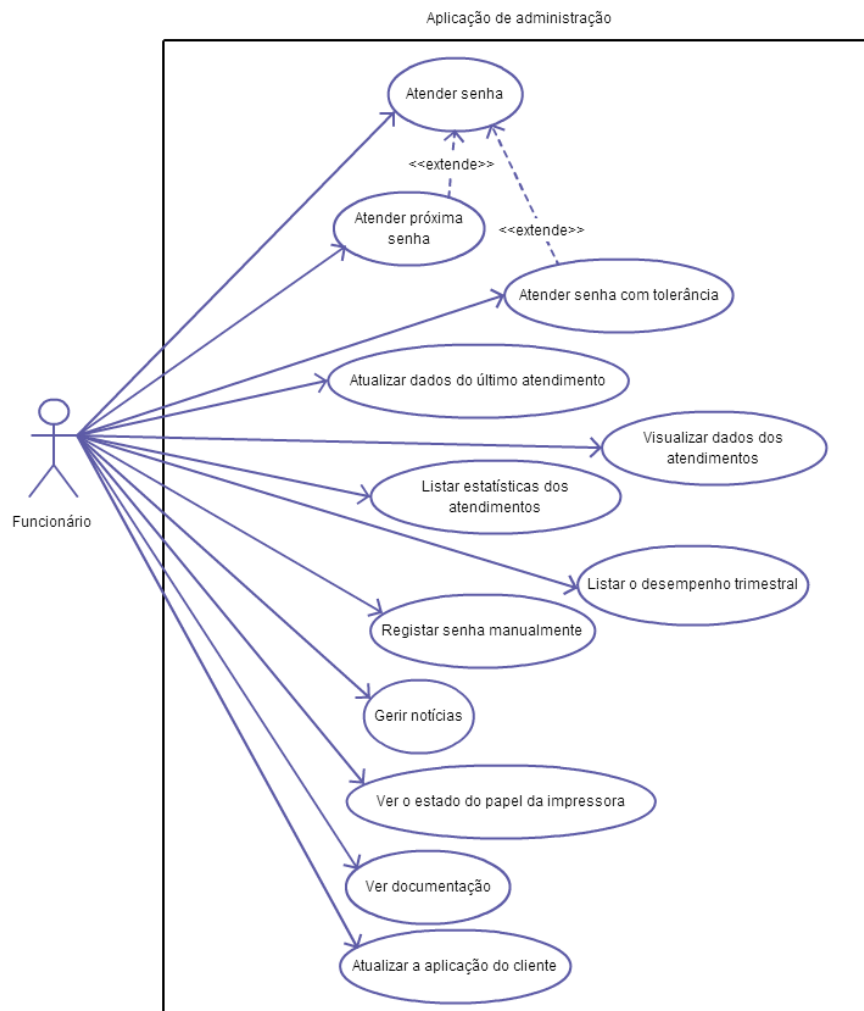 Aplicação de administração
Atender senha
<<extende>>
Atender próxima
senha
<<extende>>
Atender senha com tolerância
Atualizar dados do último atendimento
Visualizar dados dos
atendimentos
Listar estatísticas dos
atendimentos
Funcionário
Listar o desempenho trimestral
Registar senha manualmente
Gerir notícias
Ver o estado do papel da impressora
Ver documentação
Atualizar a aplicação do cliente